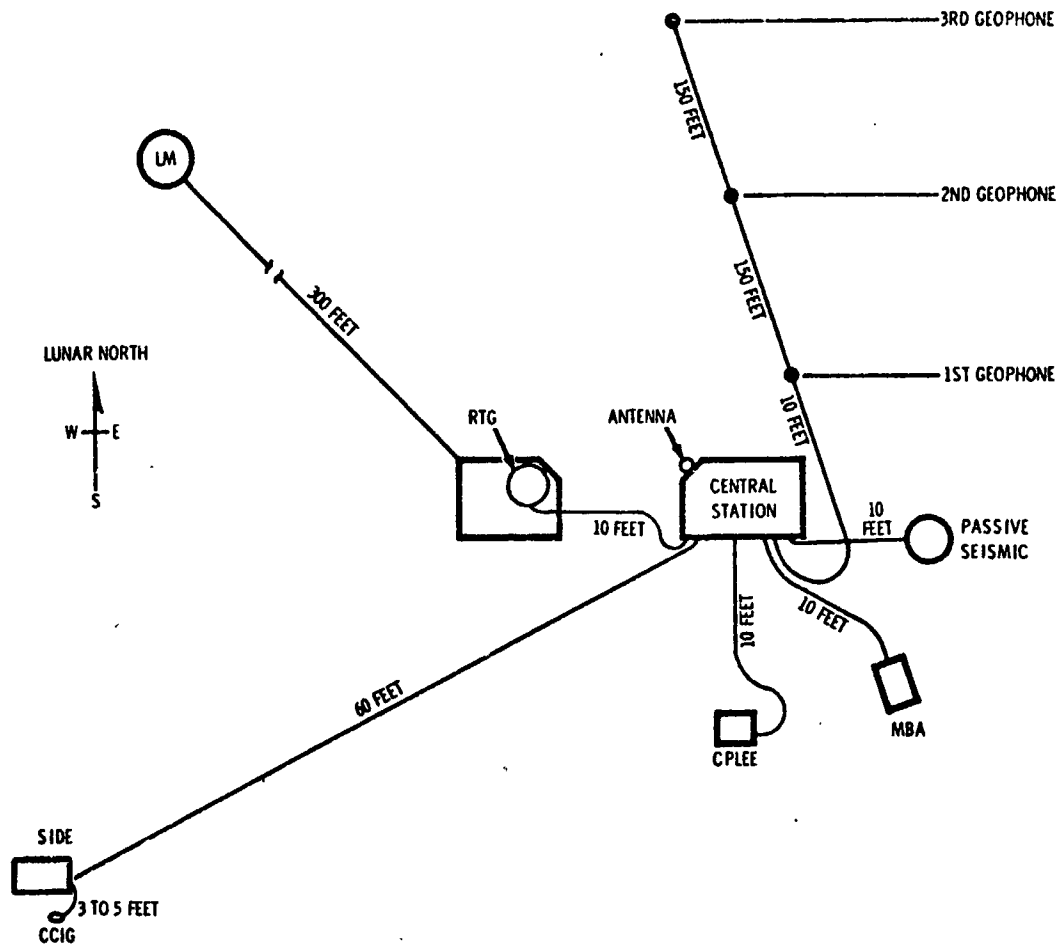 3RD GEOPHONE
150 FEET
LM
2ND GEOPHONE
150 FEET
300 FEET
LUNAR NORTH
1ST GEOPHONE
W E
S
RTG
ANTENNA
10 FEET
CENTRAL
STATION
10 FEET
10
FEET
PASSIVE
SEISMIC
10 FEET
10 FEET
60 FEET
MBA
CPLEE
SIDE
3 TO 5 FEET
CCIG